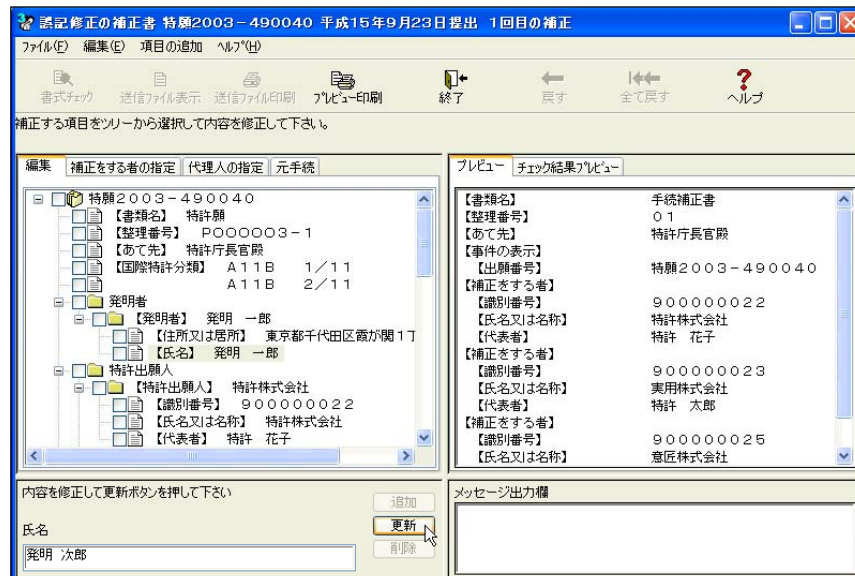 誤記修正の補正書 特願2003-490040 平成15年9月23日提出 1回目の補正
ファイル(F) 編集(E) 項目の追加 ヘルプ(H)
書式チェック 送信ファイル表示 送信ファイル印刷 プレビュー印刷 終了 戻す 全て戻す ヘルプ
補正する項目をツリーから選択して内容を修正して下さい。
編集 補正をする者の指定 代理人の指定 元手続
特願2003-490040
【書類名】 特許願
【整理番号】 P000003-1
【あて先】 特許庁長官殿
【国際特許分類】 A11B 1/11
A11B 2/11
発明者
【発明者】 発明 一郎
【住所又は居所】 東京都千代田区霞が関1丁
【氏名】 発明 一郎
特許出願人
【特許出願人】 特許株式会社
【識別番号】 900000022
【氏名又は名称】 特許株式会社
【代表者】 特許 花子
プレビュー チェック結果プレビュー
【書類名】 手続補正書
【整理番号】 01
【あて先】 特許庁長官殿
【事件の表示】
【出願番号】 特願2003-490040
【補正をする者】
【識別番号】 900000022
【氏名又は名称】 特許株式会社
【代表者】 特許 花子
【補正をする者】
【識別番号】 900000023
【氏名又は名称】 実用株式会社
【代表者】 特許 太郎
【補正をする者】
【識別番号】 900000025
【氏名又は名称】 意匠株式会社
内容を修正して更新ボタンを押して下さい
追加
氏名
更新
発明 次郎
削除
メッセージ出力欄